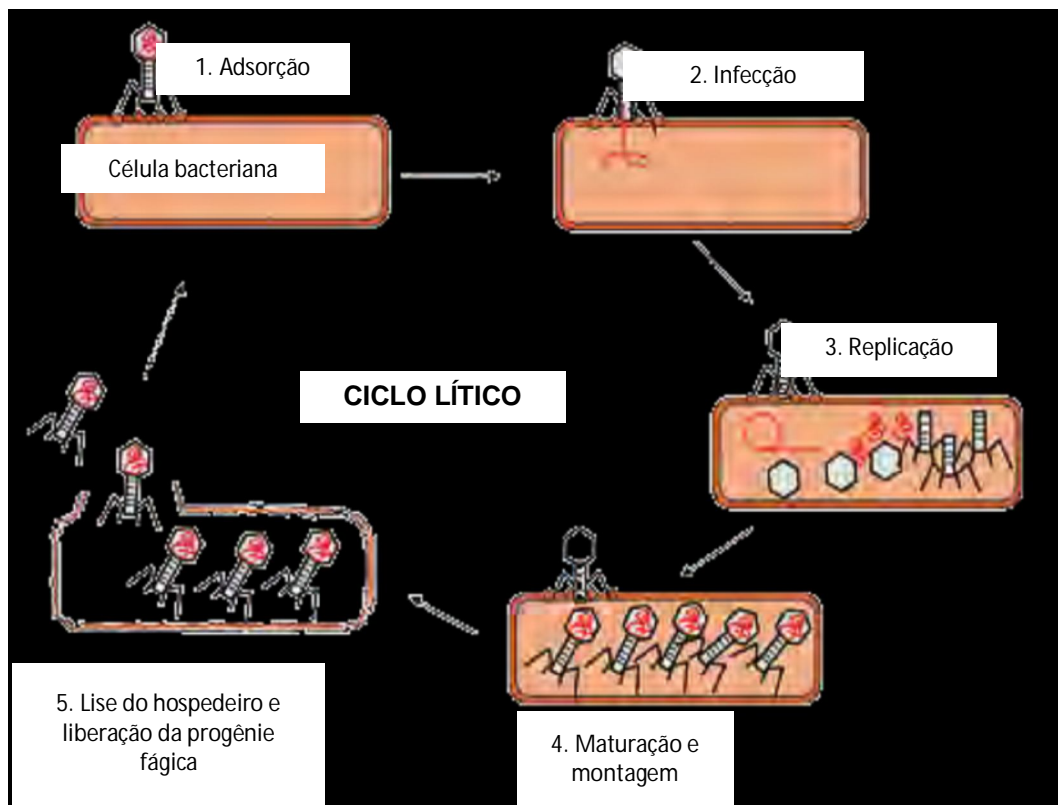 1. Adsorção
2. Infecção
Célula bacteriana
3. Replicação
CICLO LÍTICO
4. Maturação e
montagem
5. Lise do hospedeiro e
liberação da progênie
fágica